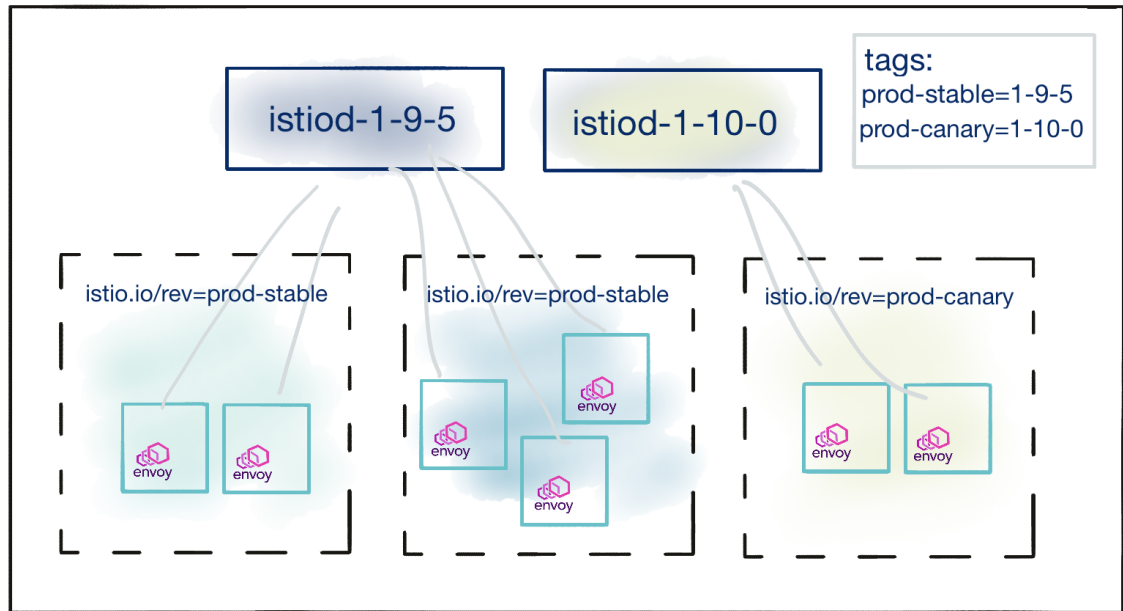 istiod-1-9-5
istiod-1-10-0
tags:
prod-stable=1-9-5
prod-canary=1-10-0
istio.io/rev=prod-stable
istio.io/rev=prod-stable
istio.io/rev=prod-canary
envoy
envoy
envoy
envoy
envoy
envoy
envoy